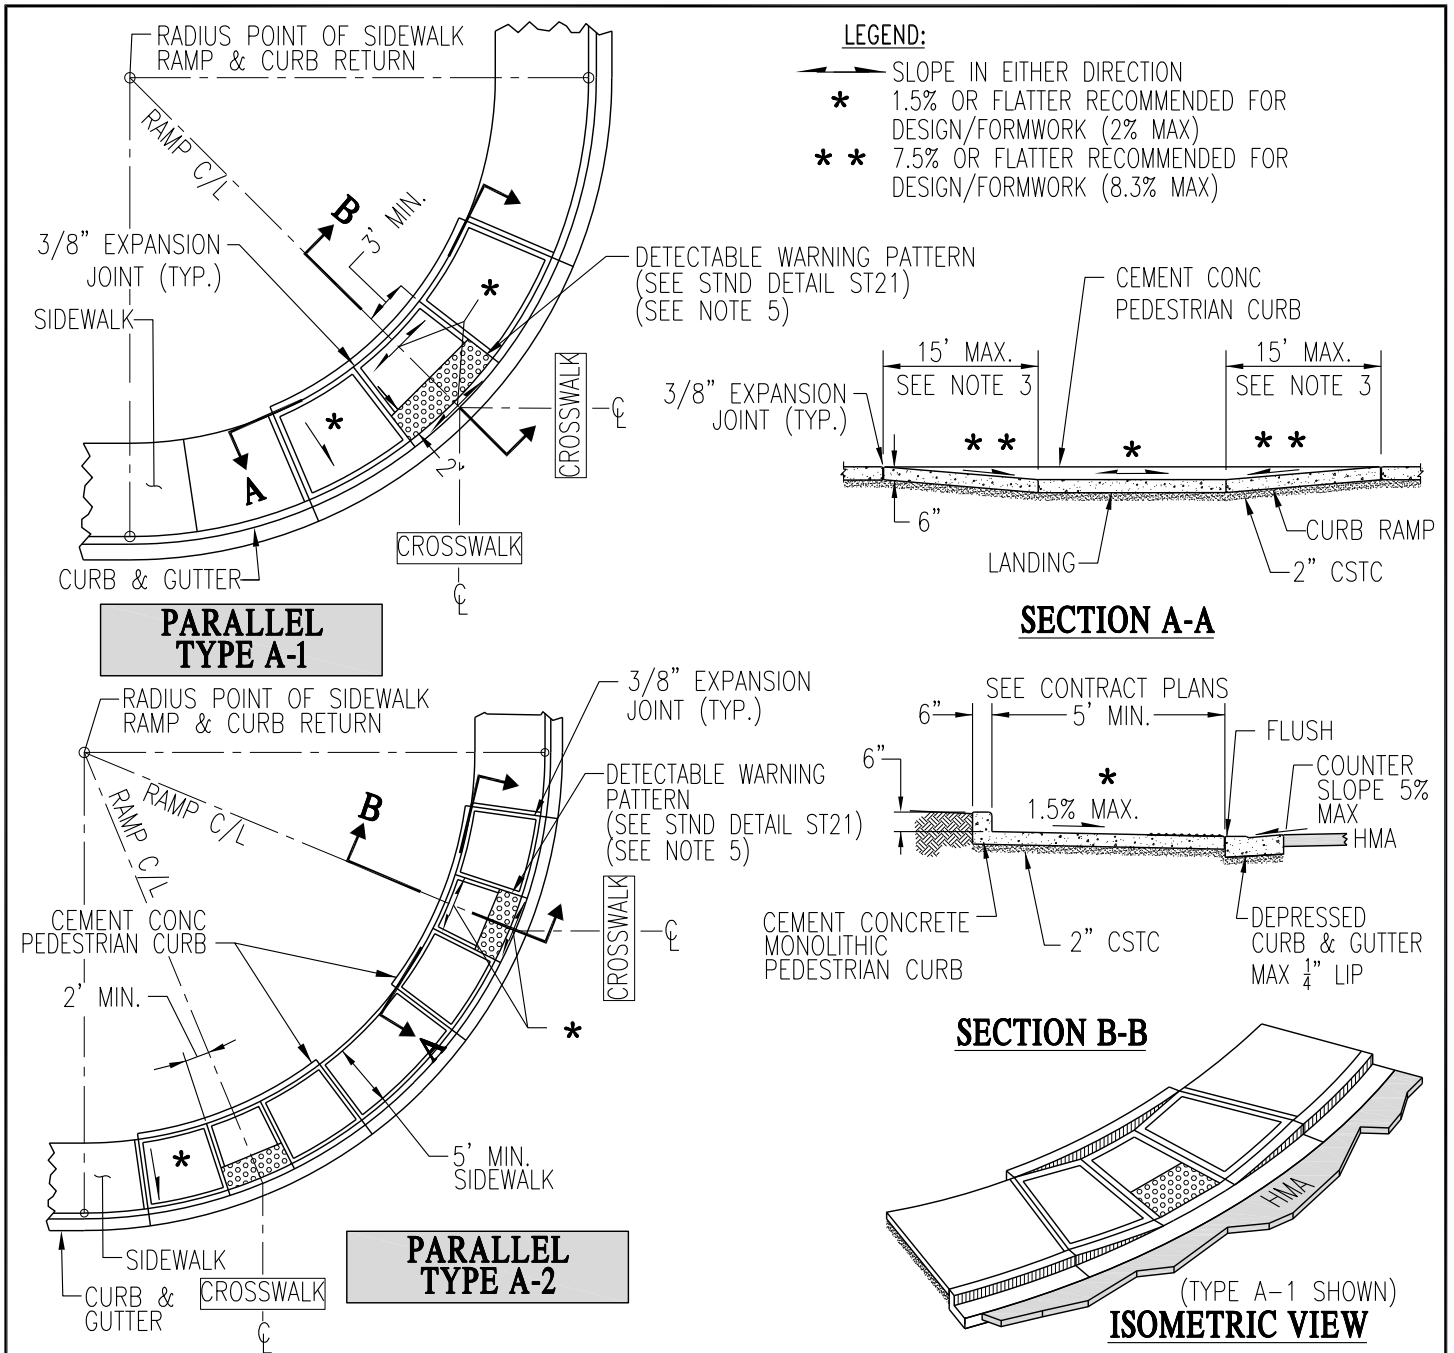 RADIUS POINT OF SIDEWALK
RAMP & CURB RETURN
RAMP C/L
B
3' MIN.
3/8" EXPANSION
JOINT (TYP.)
SIDEWALK
*
*
DETECTABLE WARNING PATTERN
(SEE STND DETAIL ST21)
(SEE NOTE 5)
CROSSWALK
℄
2'
A
CROSSWALK
℄
CURB & GUTTER
PARALLEL
TYPE A-1
LEGEND:
SLOPE IN EITHER DIRECTION
* 1.5% OR FLATTER RECOMMENDED FOR
DESIGN/FORMWORK (2% MAX)
* * 7.5% OR FLATTER RECOMMENDED FOR
DESIGN/FORMWORK (8.3% MAX)
CEMENT CONC
PEDESTRIAN CURB
15' MAX.
SEE NOTE 3
15' MAX.
SEE NOTE 3
3/8" EXPANSION
JOINT (TYP.)
* *
*
* *
6"
LANDING
CURB RAMP
2" CSTC
SECTION A-A
RADIUS POINT OF SIDEWALK
RAMP & CURB RETURN
3/8" EXPANSION
JOINT (TYP.)
RAMP C/L
RAMP C/L
B
DETECTABLE WARNING
PATTERN
(SEE STND DETAIL ST21)
(SEE NOTE 5)
CROSSWALK
℄
CEMENT CONC
PEDESTRIAN CURB
2' MIN.
*
A
*
5' MIN.
SIDEWALK
SIDEWALK
CURB &
GUTTER
CROSSWALK
℄
PARALLEL
TYPE A-2
SEE CONTRACT PLANS
6"
5' MIN.
6"
FLUSH
COUNTER
SLOPE 5%
MAX
HMA
*
1.5% MAX.
CEMENT CONCRETE
MONOLITHIC
PEDESTRIAN CURB
2" CSTC
DEPRESSED
CURB & GUTTER
MAX 1/4" LIP
SECTION B-B
HMA
(TYPE A-1 SHOWN)
ISOMETRIC VIEW